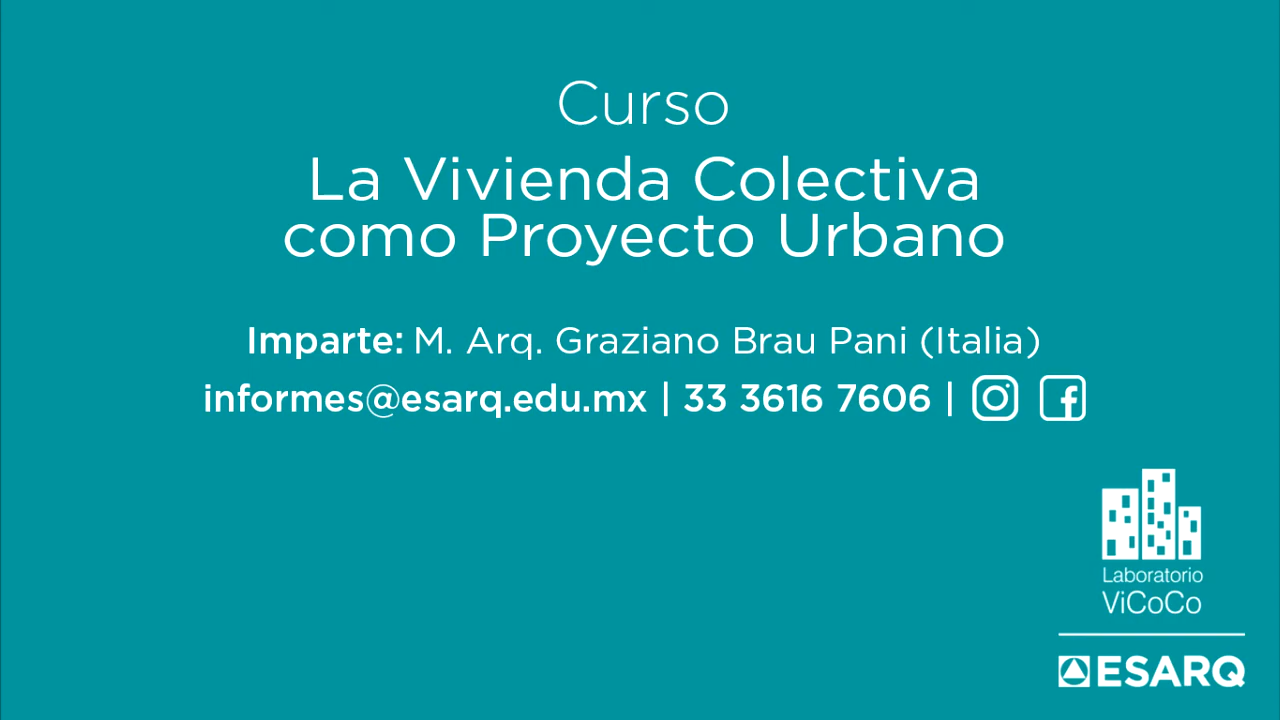 Curso
La Vivienda Colectiva
como Proyecto Urbano
Imparte: M. Arq. Graziano Brau Pani (Italia)
informes@esarq.edu.mx | 33 3616 7606 |
Laboratorio
ViCoCo
ESARQ